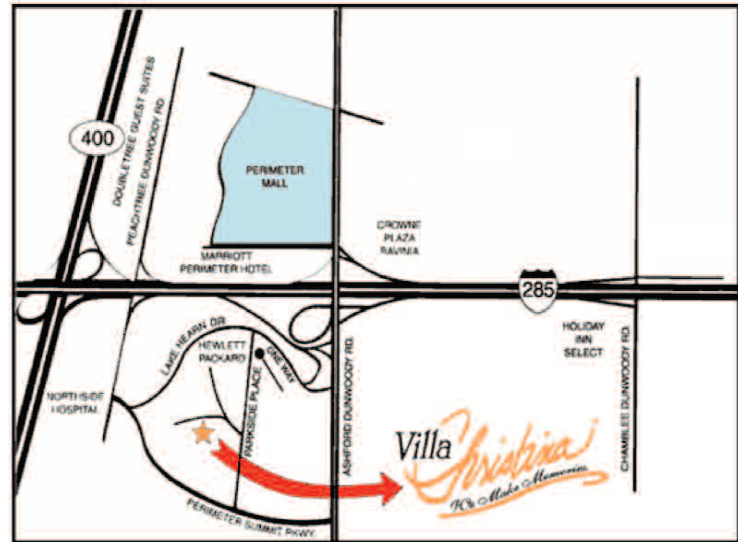 400
DOUBLETREE GUEST SUITES
PEACHTREE DUNWOODY RD.
PERIMETER
MALL
CROWNE
PLAZA
RAVINIA
MARRIOTT
PERIMETER HOTEL
285
LAKE HEARN DR
HEWLETT
PACKARD
ONE WAY
HOLIDAY
INN
SELECT
NORTHSIDE
HOSPITAL
PARKSIDE PLACE
ASHFORD DUNWOODY RD.
CHAMBLEE DUNWOODY RD.
Villa
Christina
We Make Memories
PERIMETER SUMMIT PKWY.